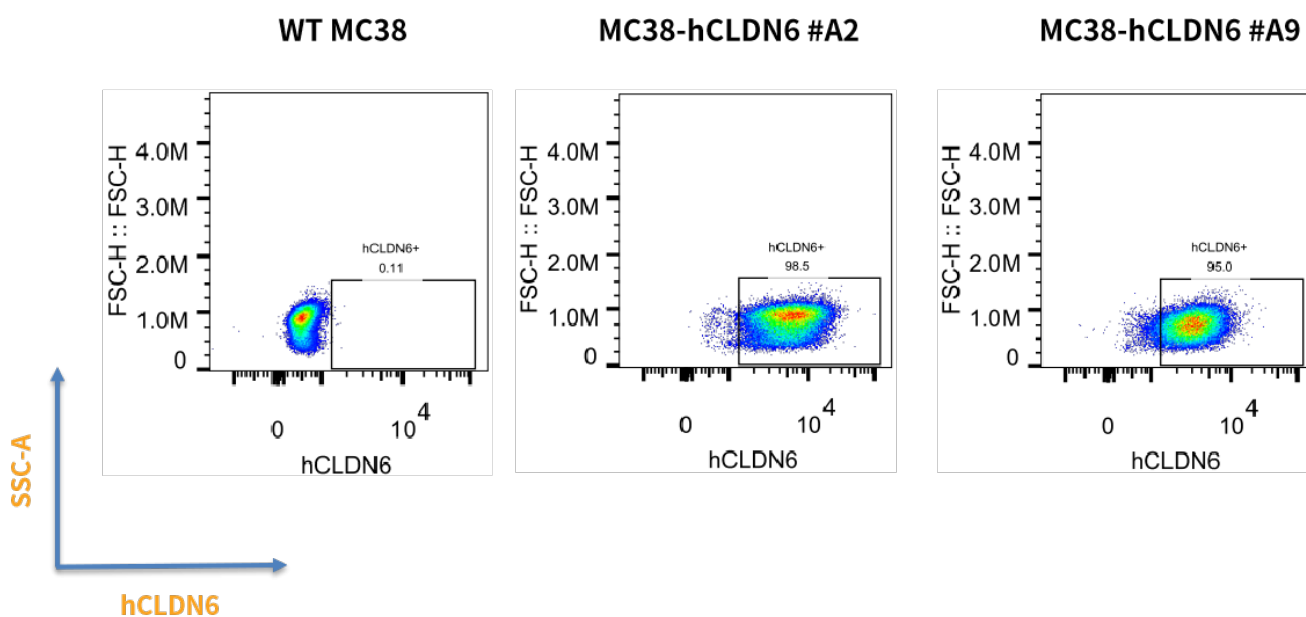 WT MC38
MC38-hCLDN6 #A2
MC38-hCLDN6 #A9
FSC-H :: FSC-H
4.0M
3.0M
2.0M
1.0M
0
hCLDN6+
0.11
0
10^4
hCLDN6
FSC-H :: FSC-H
4.0M
3.0M
2.0M
1.0M
0
hCLDN6+
98.5
0
10^4
hCLDN6
FSC-H :: FSC-H
4.0M
3.0M
2.0M
1.0M
0
hCLDN6+
95.0
0
10^4
hCLDN6
SSC-A
hCLDN6